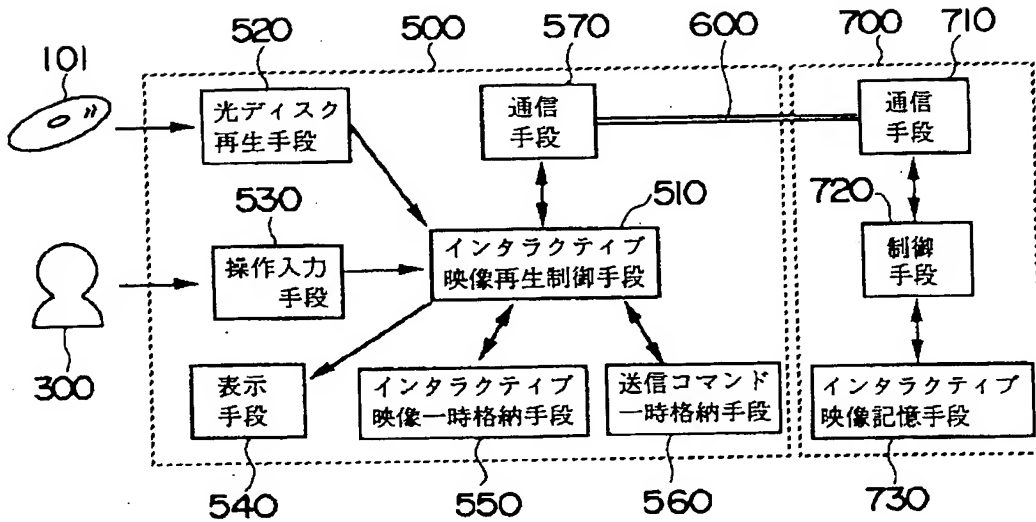 520
500
570
600
700
710
101
光ディスク
再生手段
通信
手段
通信
手段
530
510
720
操作入力
手段
インタラクティブ
映像再生制御手段
制御
手段
300
表示
手段
インタラクティブ
映像一時格納手段
送信コマンド
一時格納手段
インタラクティブ
映像記憶手段
540
550
560
730